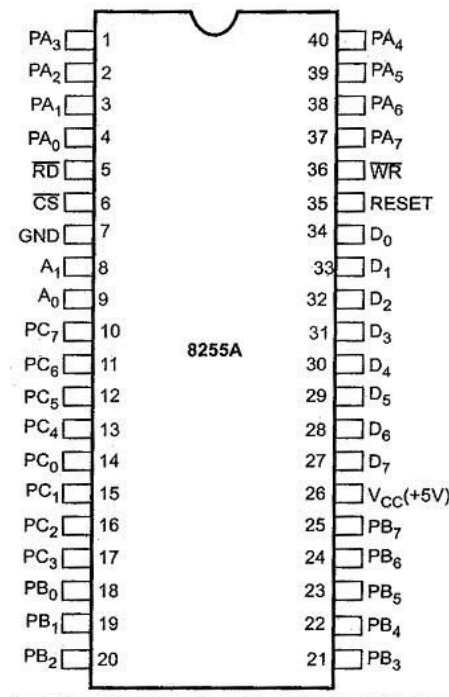 PA₃ 1 40 PA₄
PA₂ 2 39 PA₅
PA₁ 3 38 PA₆
PA₀ 4 37 PA₇
R̅D̅ 5 36 W̅R̅
C̅S̅ 6 35 RESET
GND 7 34 D₀
A₁ 8 33 D₁
A₀ 9 32 D₂
PC₇ 10 31 D₃
8255A
PC₆ 11 30 D₄
PC₅ 12 29 D₅
PC₄ 13 28 D₆
PC₀ 14 27 D₇
PC₁ 15 26 V_CC(+5V)
PC₂ 16 25 PB₇
PC₃ 17 24 PB₆
PB₀ 18 23 PB₅
PB₁ 19 22 PB₄
PB₂ 20 21 PB₃